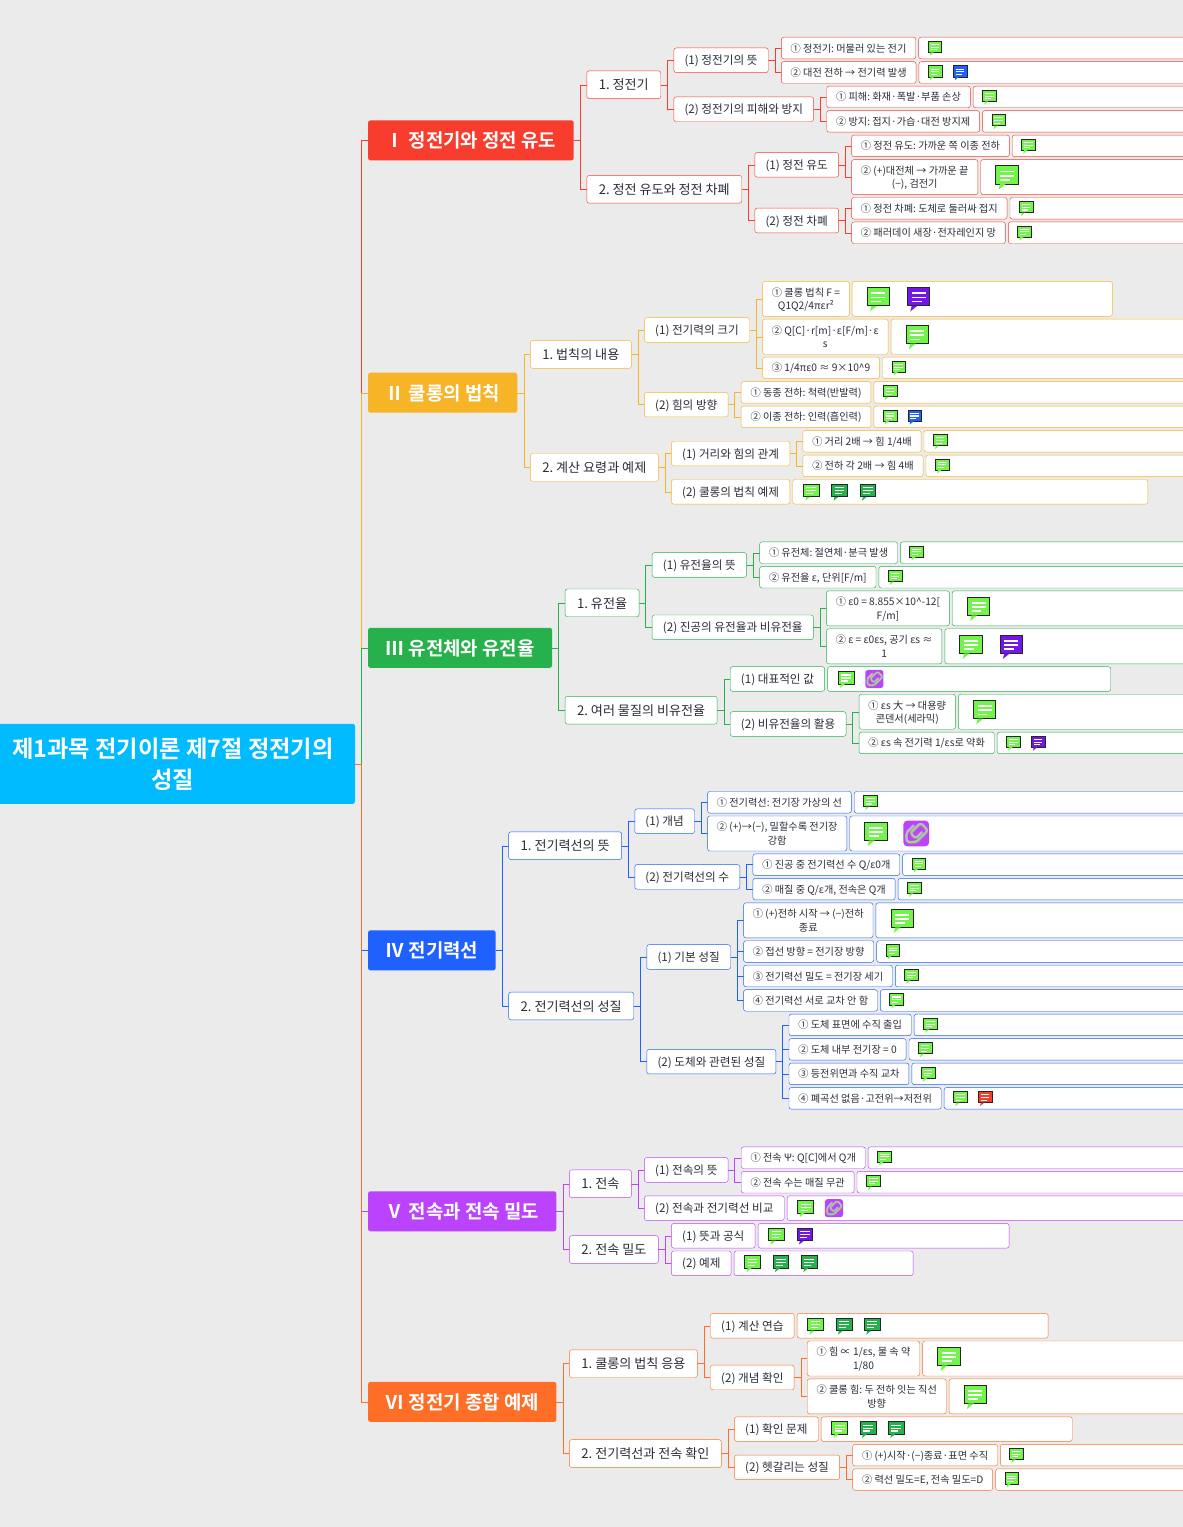 제1과목 전기이론 제7절 정전기의
성질
Ⅰ 정전기와 정전 유도
1. 정전기
(1) 정전기의 뜻
① 정전기: 머물러 있는 전기
② 대전 전하 → 전기력 발생
(2) 정전기의 피해와 방지
① 피해: 화재·폭발·부품 손상
② 방지: 접지·가습·대전 방지제
2. 정전 유도와 정전 차폐
(1) 정전 유도
① 정전 유도: 가까운 쪽 이종 전하
② (+)대전체 → 가까운 끝
(−), 검전기
(2) 정전 차폐
① 정전 차폐: 도체로 둘러싸 접지
② 패러데이 새장·전자레인지 망
Ⅱ 쿨롱의 법칙
1. 법칙의 내용
(1) 전기력의 크기
① 쿨롱 법칙 F =
Q1Q2/4πεr²
② Q[C]·r[m]·ε[F/m]·ε
s
③ 1/4πε0 ≈ 9×10^9
(2) 힘의 방향
① 동종 전하: 척력(반발력)
② 이종 전하: 인력(흡인력)
2. 계산 요령과 예제
(1) 거리와 힘의 관계
① 거리 2배 → 힘 1/4배
② 전하 각 2배 → 힘 4배
(2) 쿨롱의 법칙 예제
Ⅲ 유전체와 유전율
1. 유전율
(1) 유전율의 뜻
① 유전체: 절연체·분극 발생
② 유전율 ε, 단위[F/m]
(2) 진공의 유전율과 비유전율
① ε0 = 8.855×10^-12[
F/m]
② ε = ε0εs, 공기 εs ≈
1
2. 여러 물질의 비유전율
(1) 대표적인 값
(2) 비유전율의 활용
① εs 大 → 대용량
콘덴서(세라믹)
② εs 속 전기력 1/εs로 약화
Ⅳ 전기력선
1. 전기력선의 뜻
(1) 개념
① 전기력선: 전기장 가상의 선
② (+)→(−), 밀할수록 전기장
강함
(2) 전기력선의 수
① 진공 중 전기력선 수 Q/ε0개
② 매질 중 Q/ε개, 전속은 Q개
2. 전기력선의 성질
(1) 기본 성질
① (+)전하 시작 → (−)전하
종료
② 접선 방향 = 전기장 방향
③ 전기력선 밀도 = 전기장 세기
④ 전기력선 서로 교차 안 함
(2) 도체와 관련된 성질
① 도체 표면에 수직 출입
② 도체 내부 전기장 = 0
③ 등전위면과 수직 교차
④ 폐곡선 없음·고전위→저전위
Ⅴ 전속과 전속 밀도
1. 전속
(1) 전속의 뜻
① 전속 Ψ: Q[C]에서 Q개
② 전속 수는 매질 무관
(2) 전속과 전기력선 비교
2. 전속 밀도
(1) 뜻과 공식
(2) 예제
Ⅵ 정전기 종합 예제
1. 쿨롱의 법칙 응용
(1) 계산 연습
(2) 개념 확인
① 힘 ∝ 1/εs, 물 속 약
1/80
② 쿨롱 힘: 두 전하 잇는 직선
방향
2. 전기력선과 전속 확인
(1) 확인 문제
(2) 헷갈리는 성질
① (+)시작·(−)종료·표면 수직
② 력선 밀도=E, 전속 밀도=D